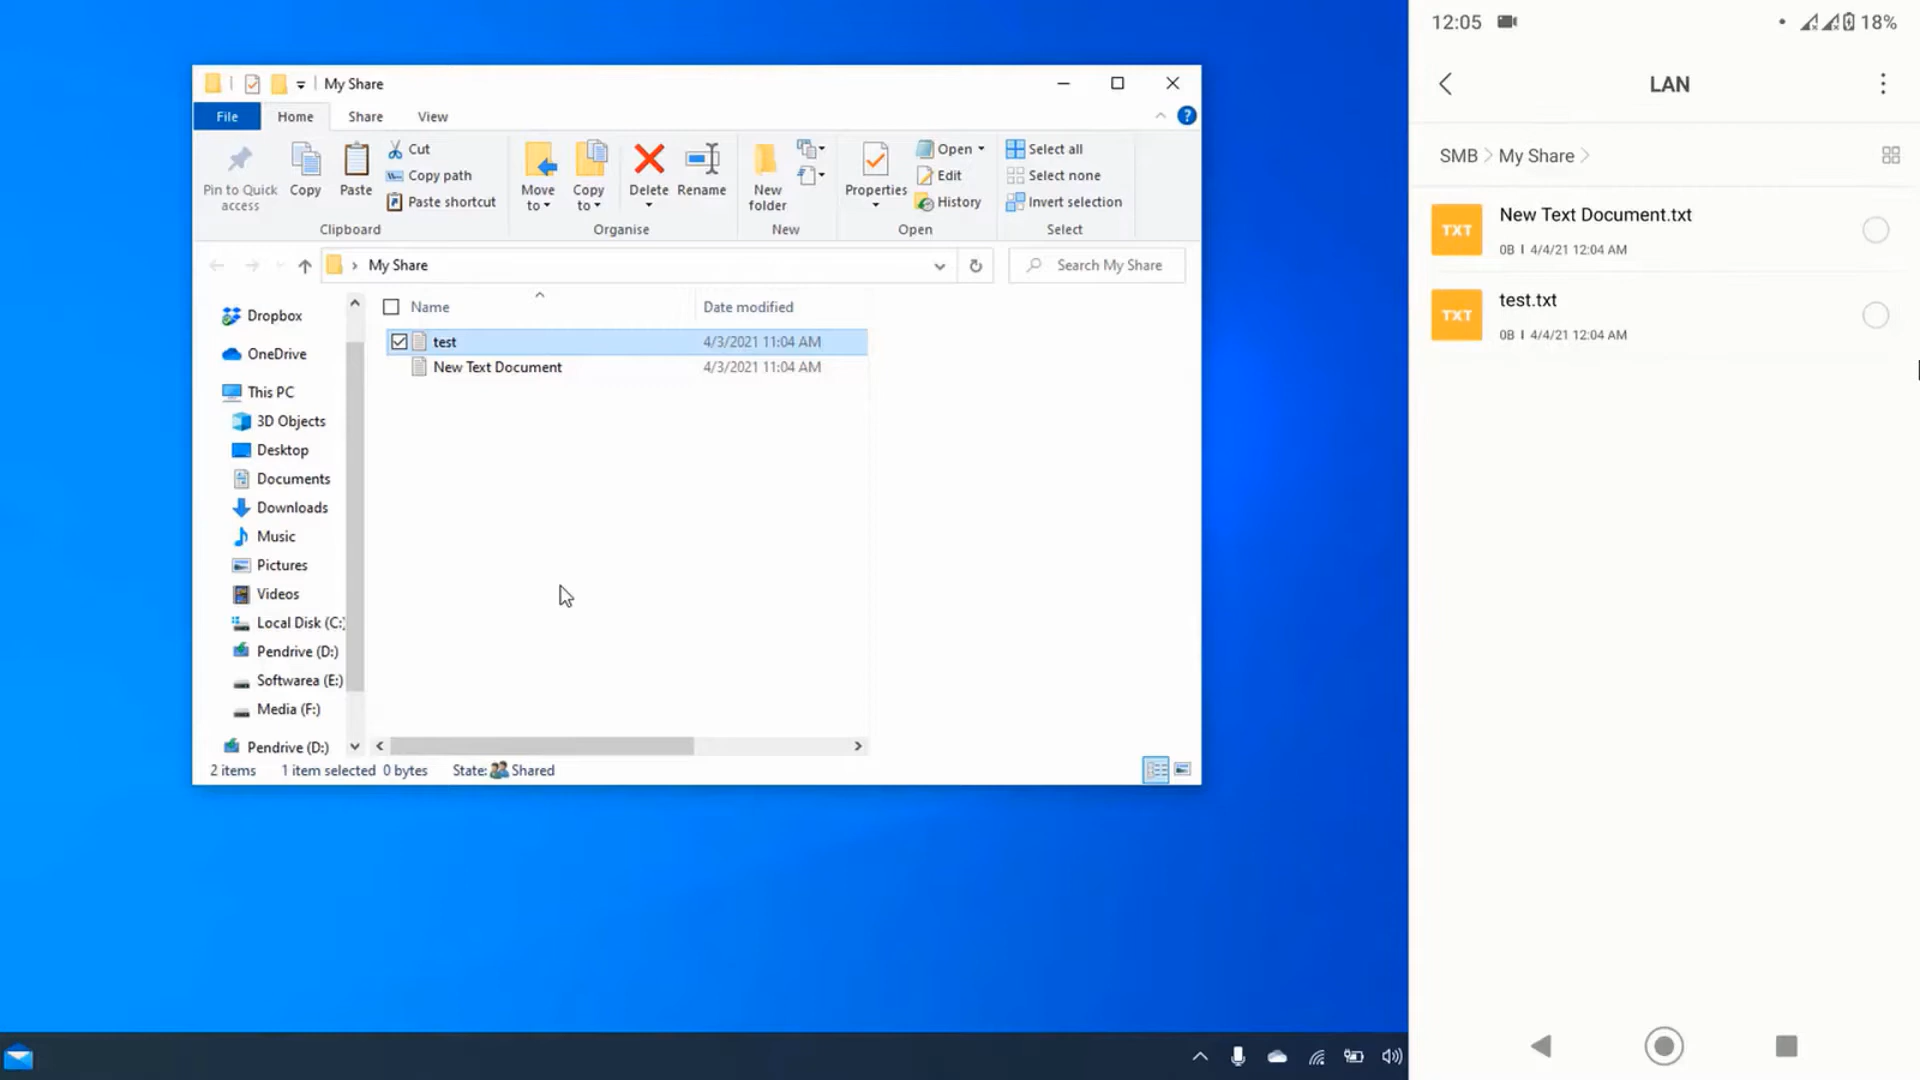 My Share
File Home Share View
Pin to Quick access
Copy
Paste
Cut
Copy path
Paste shortcut
Clipboard
Move to
Copy to
Delete
Rename
Organise
New folder
New
Properties
Open
Edit
History
Open
Select all
Select none
Invert selection
Select
My Share
Search My Share
Dropbox
OneDrive
This PC
3D Objects
Desktop
Documents
Downloads
Music
Pictures
Videos
Local Disk (C:)
Pendrive (D:)
Softwarea (E:)
Media (F:)
Pendrive (D:)
Name Date modified
test 4/3/2021 11:04 AM
New Text Document 4/3/2021 11:04 AM
2 items 1 item selected 0 bytes State: Shared
12:05 18%
LAN
SMB My Share
TXT
New Text Document.txt
0B | 4/4/21 12:04 AM
TXT
test.txt
0B | 4/4/21 12:04 AM